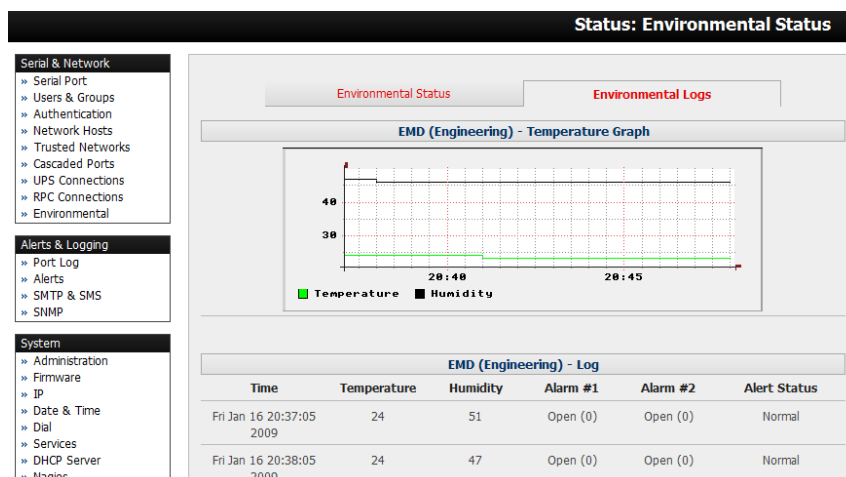 Status: Environmental Status
Serial & Network
» Serial Port
» Users & Groups
» Authentication
» Network Hosts
» Trusted Networks
» Cascaded Ports
» UPS Connections
» RPC Connections
» Environmental
Alerts & Logging
» Port Log
» Alerts
» SMTP & SMS
» SNMP
System
» Administration
» Firmware
» IP
» Date & Time
» Dial
» Services
» DHCP Server
» Nagios
Environmental Status Environmental Logs
EMD (Engineering) - Temperature Graph
40
30
20:40 20:45
Temperature Humidity
EMD (Engineering) - Log
Time Temperature Humidity Alarm #1 Alarm #2 Alert Status
Fri Jan 16 20:37:05 24 51 Open (0) Open (0) Normal
2009
Fri Jan 16 20:38:05 24 47 Open (0) Open (0) Normal
2009